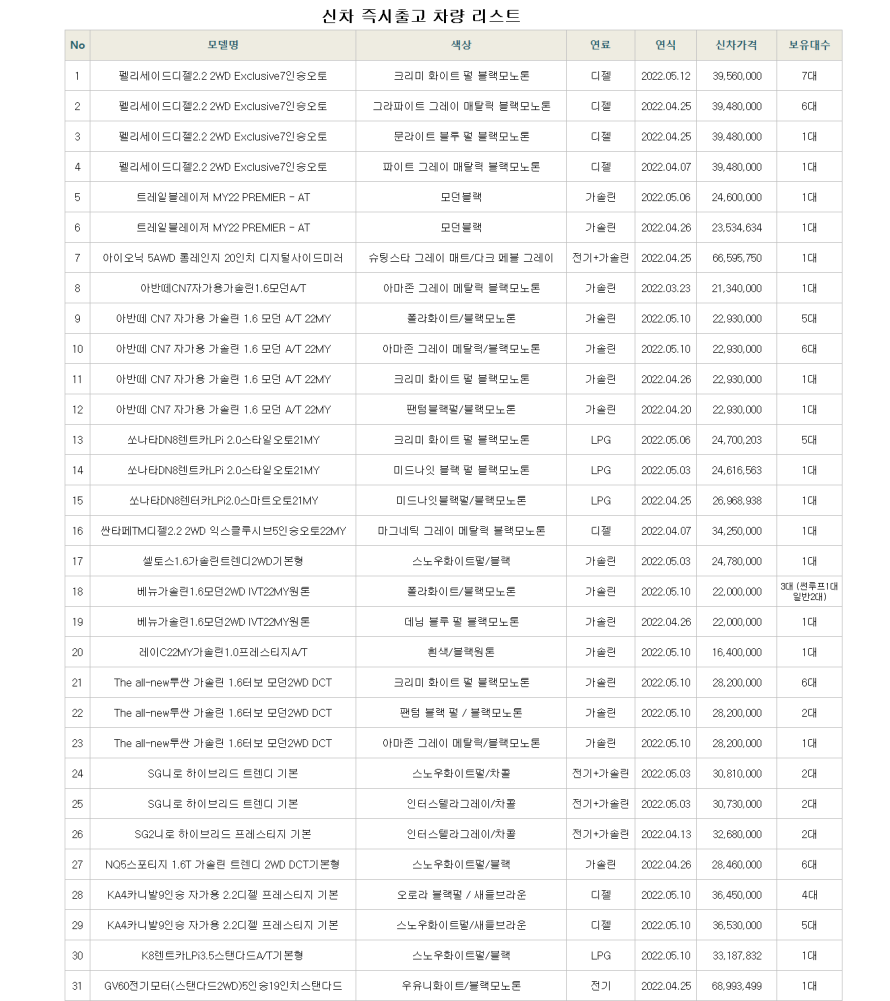 신차 즉시출고 차량 리스트
No 모델명 색상 연료 연식 신차가격 보유대수
1 펠리세이드디젤2.2 2WD Exclusive7인승오토 크리미 화이트 펄 블랙모노톤 디젤 2022.05.12 39,560,000 7대
2 펠리세이드디젤2.2 2WD Exclusive7인승오토 그라파이트 그레이 매탈릭 블랙모노톤 디젤 2022.04.25 39,480,000 6대
3 펠리세이드디젤2.2 2WD Exclusive7인승오토 문라이트 블루 펄 블랙모노톤 디젤 2022.04.25 39,480,000 1대
4 펠리세이드디젤2.2 2WD Exclusive7인승오토 파이트 그레이 매탈릭 블랙모노톤 디젤 2022.04.07 39,480,000 1대
5 트레일블레이저 MY22 PREMIER - AT 모던블랙 가솔린 2022.05.06 24,600,000 1대
6 트레일블레이저 MY22 PREMIER - AT 모던블랙 가솔린 2022.04.26 23,534,634 1대
7 아이오닉 5AWD 롱레인지 20인치 디지털사이드미러 슈팅스타 그레이 매트/다크 페블 그레이 전기+가솔린 2022.04.25 66,595,750 1대
8 아반떼CN7자가용가솔린1.6모던A/T 아마존 그레이 메탈릭 블랙모노톤 가솔린 2022.03.23 21,340,000 1대
9 아반떼 CN7 자가용 가솔린 1.6 모던 A/T 22MY 폴라화이트/블랙모노톤 가솔린 2022.05.10 22,930,000 5대
10 아반떼 CN7 자가용 가솔린 1.6 모던 A/T 22MY 아마존 그레이 메탈릭/블랙모노톤 가솔린 2022.05.10 22,930,000 6대
11 아반떼 CN7 자가용 가솔린 1.6 모던 A/T 22MY 크리미 화이트 펄 블랙모노톤 가솔린 2022.04.26 22,930,000 1대
12 아반떼 CN7 자가용 가솔린 1.6 모던 A/T 22MY 팬텀블랙펄/블랙모노톤 가솔린 2022.04.20 22,930,000 1대
13 쏘나타DN8렌트카LPi 2.0스타일오토21MY 크리미 화이트 펄 블랙모노톤 LPG 2022.05.06 24,700,203 5대
14 쏘나타DN8렌트카LPi 2.0스타일오토21MY 미드나잇 블랙 펄 블랙모노톤 LPG 2022.05.03 24,616,563 1대
15 쏘나타DN8렌터카LPi2.0스마트오토21MY 미드나잇블랙펄/블랙모노톤 LPG 2022.04.25 26,968,938 1대
16 싼타페TM디젤2.2 2WD 익스클루시브5인승오토22MY 마그네틱 그레이 메탈릭 블랙모노톤 디젤 2022.04.07 34,250,000 1대
17 셀토스1.6가솔린트렌디2WD기본형 스노우화이트펄/블랙 가솔린 2022.05.03 24,780,000 1대
18 베뉴가솔린1.6모던2WD IVT22MY원톤 폴라화이트/블랙모노톤 가솔린 2022.05.10 22,000,000 3대 (썬루프1대
일반2대)
19 베뉴가솔린1.6모던2WD IVT22MY원톤 데님 블루 펄 블랙모노톤 가솔린 2022.04.26 22,000,000 1대
20 레이C22MY가솔린1.0프레스티지A/T 흰색/블랙원톤 가솔린 2022.05.10 16,400,000 1대
21 The all-new투싼 가솔린 1.6터보 모던2WD DCT 크리미 화이트 펄 블랙모노톤 가솔린 2022.05.10 28,200,000 6대
22 The all-new투싼 가솔린 1.6터보 모던2WD DCT 팬텀 블랙 펄 / 블랙모노톤 가솔린 2022.05.10 28,200,000 2대
23 The all-new투싼 가솔린 1.6터보 모던2WD DCT 아마존 그레이 메탈릭/블랙모노톤 가솔린 2022.05.10 28,200,000 1대
24 SG니로 하이브리드 트렌디 기본 스노우화이트펄/차콜 전기+가솔린 2022.05.03 30,810,000 2대
25 SG니로 하이브리드 트렌디 기본 인터스텔라그레이/차콜 전기+가솔린 2022.05.03 30,730,000 2대
26 SG2니로 하이브리드 프레스티지 기본 인터스텔라그레이/차콜 전기+가솔린 2022.04.13 32,680,000 2대
27 NQ5스포티지 1.6T 가솔린 트렌디 2WD DCT기본형 스노우화이트펄/블랙 가솔린 2022.04.26 28,460,000 6대
28 KA4카니발9인승 자가용 2.2디젤 프레스티지 기본 오로라 블랙펄 / 새들브라운 디젤 2022.05.10 36,450,000 4대
29 KA4카니발9인승 자가용 2.2디젤 프레스티지 기본 스노우화이트펄/새들브라운 디젤 2022.05.10 36,530,000 5대
30 K8렌트카LPi3.5스탠다드A/T기본형 스노우화이트펄/블랙 LPG 2022.05.10 33,187,832 1대
31 GV60전기모터(스탠다드2WD)5인승19인치스탠다드 우유니화이트/블랙모노톤 전기 2022.04.25 68,993,499 1대